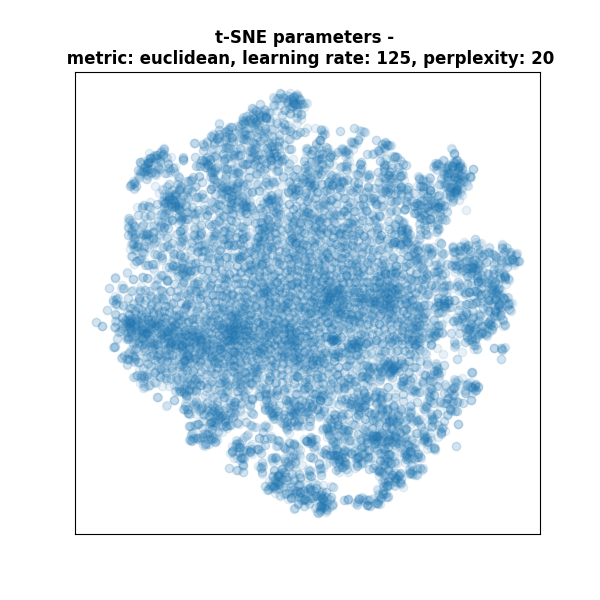 t-SNE parameters -
metric: euclidean, learning rate: 125, perplexity: 20